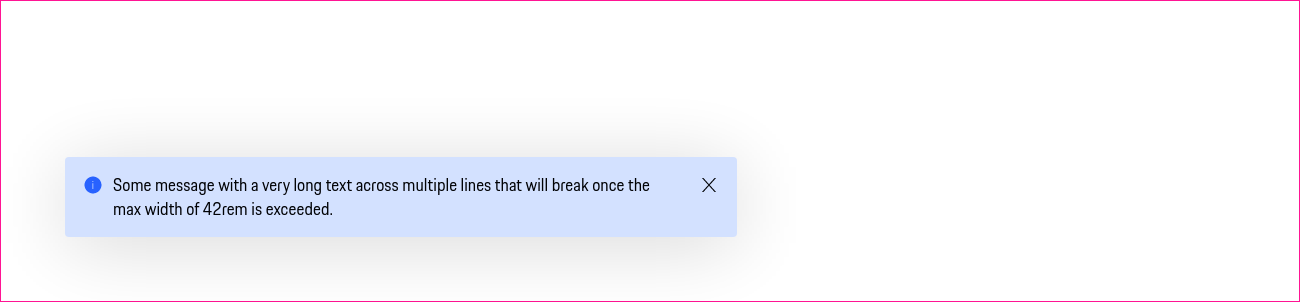 Some message with a very long text across multiple lines that will break once the
max width of 42rem is exceeded.